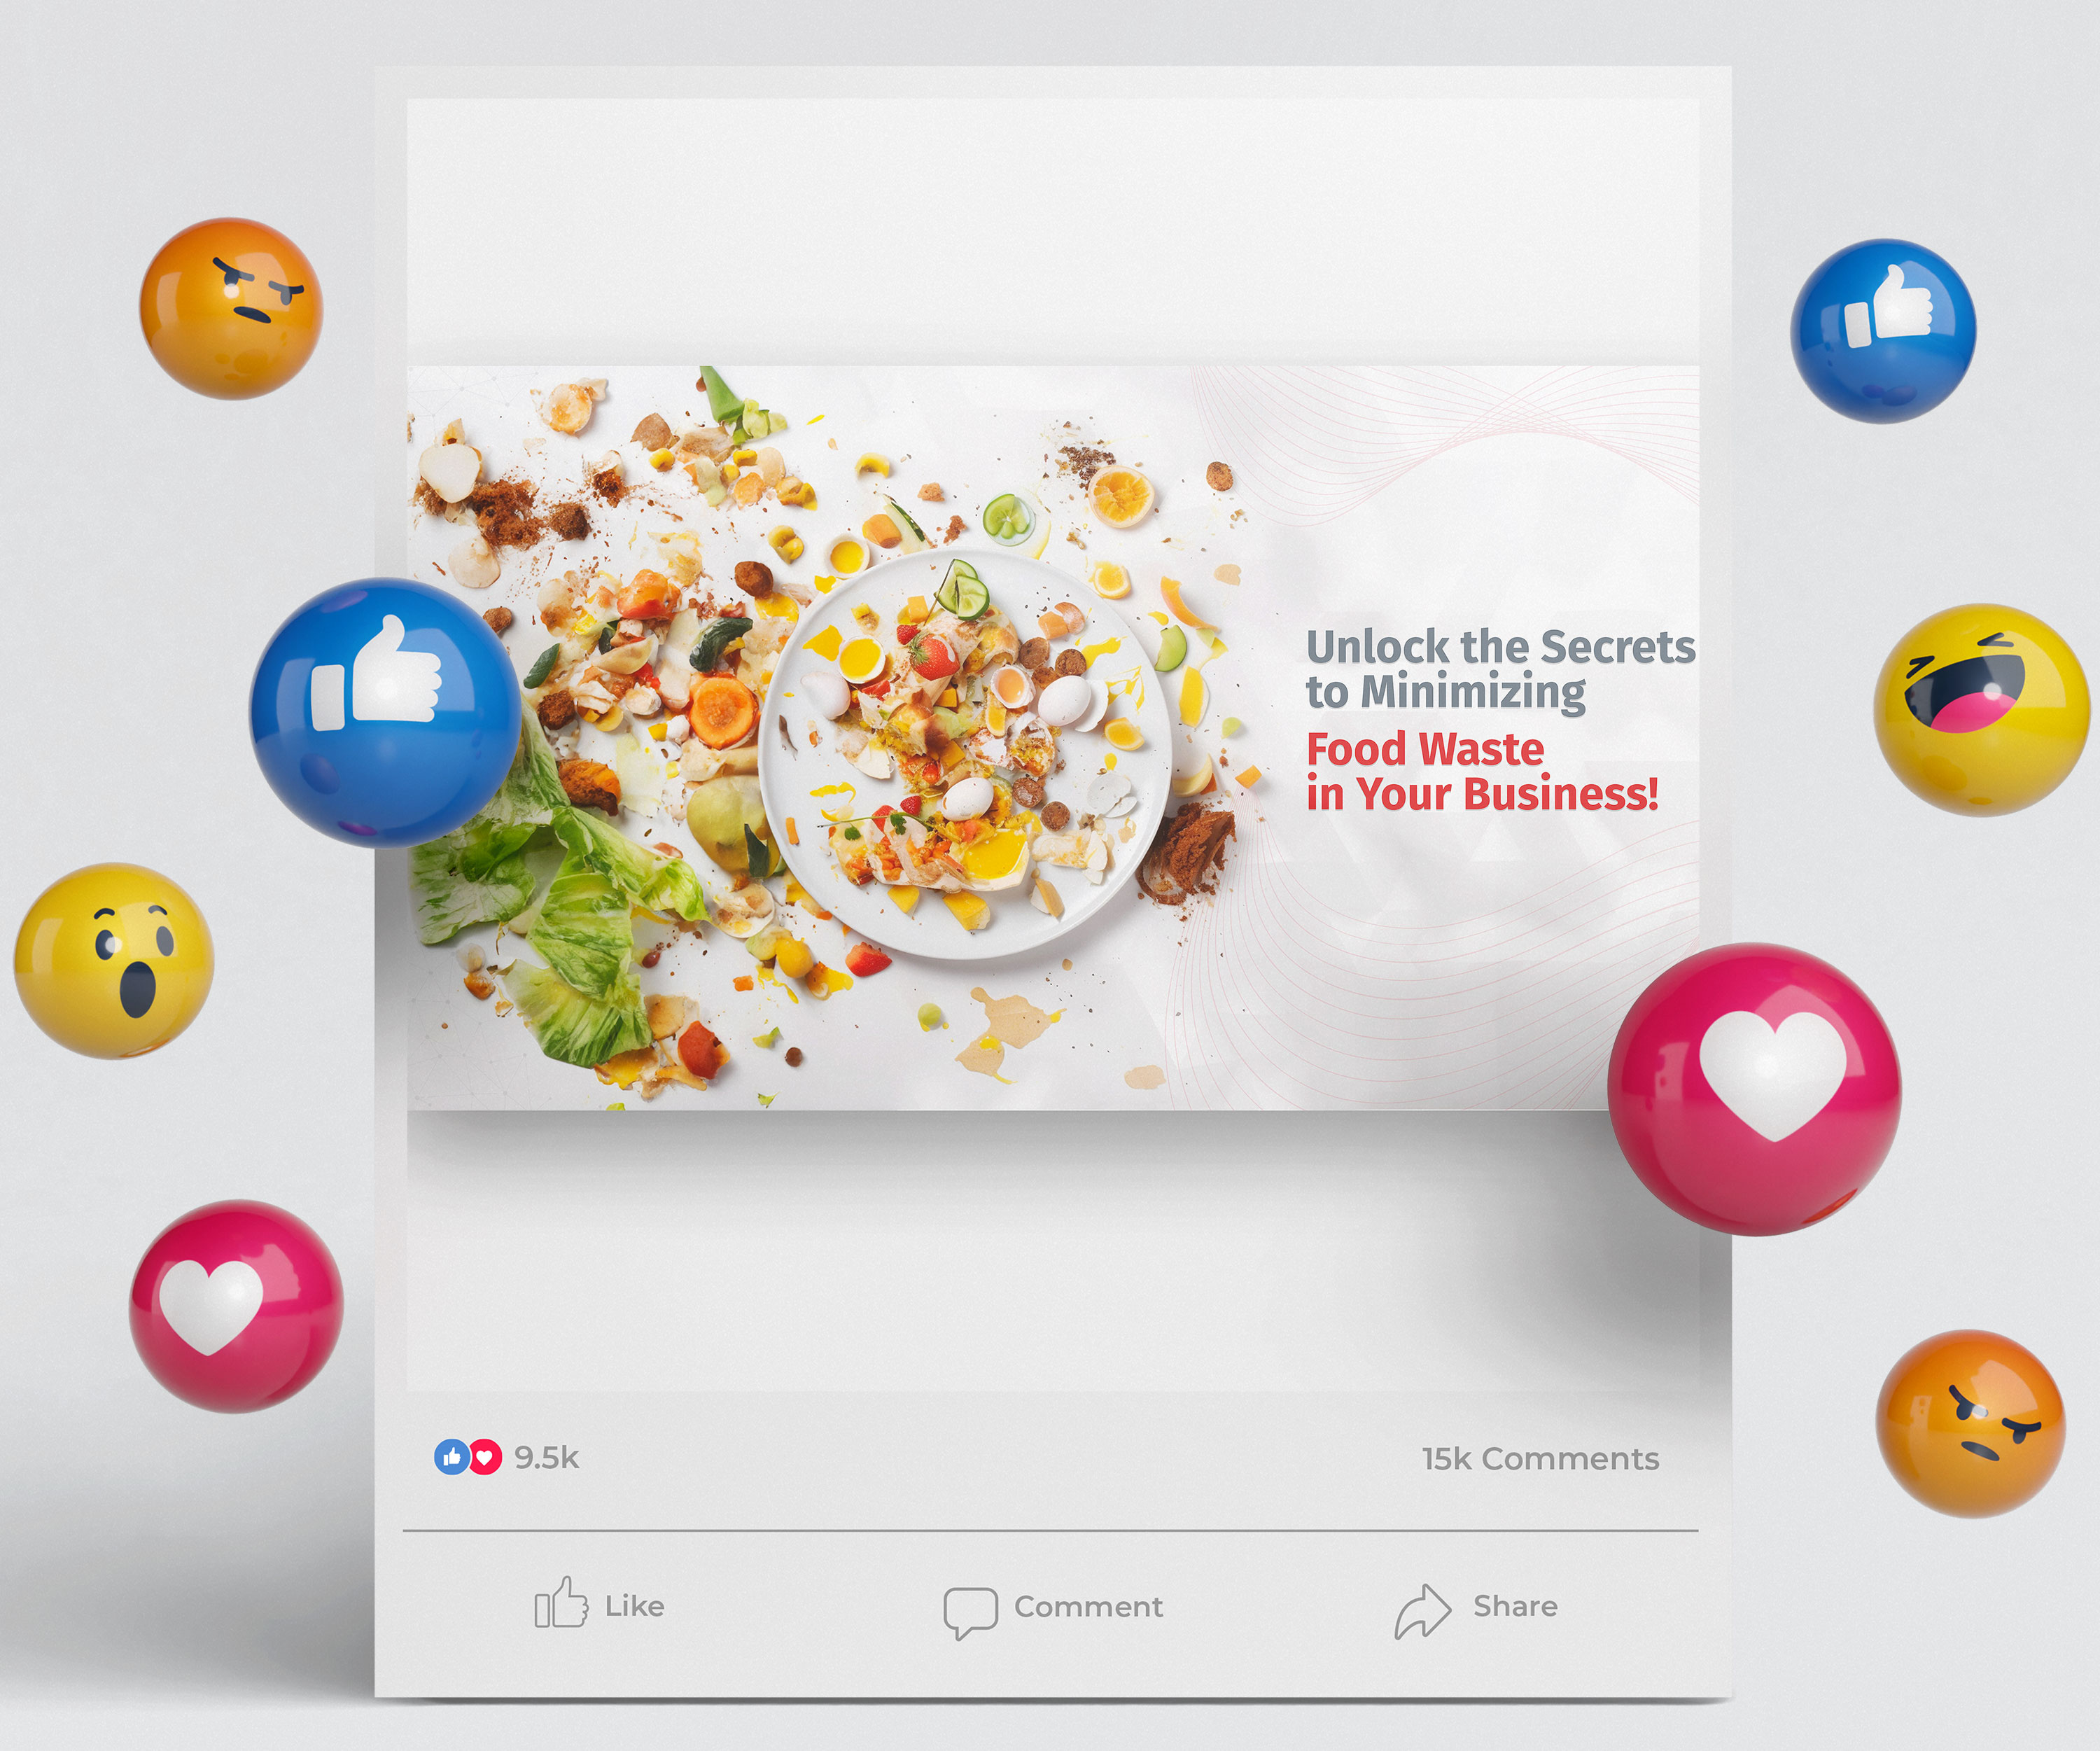 Unlock the Secrets
to Minimizing
Food Waste
in Your Business!
9.5k
15k Comments
Like
Comment
Share